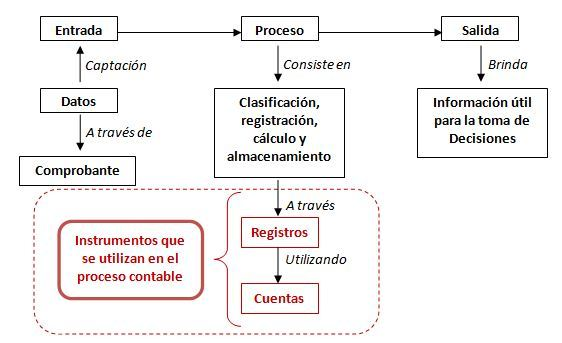 Entrada
Proceso
Salida
Captación
Consiste en
Brinda
Datos
Clasificación,
registración,
cálculo y
almacenamiento
Información útil
para la toma de
Decisiones
A través de
Comprobante
A través
Instrumentos que
se utilizan en el
proceso contable
Registros
Utilizando
Cuentas